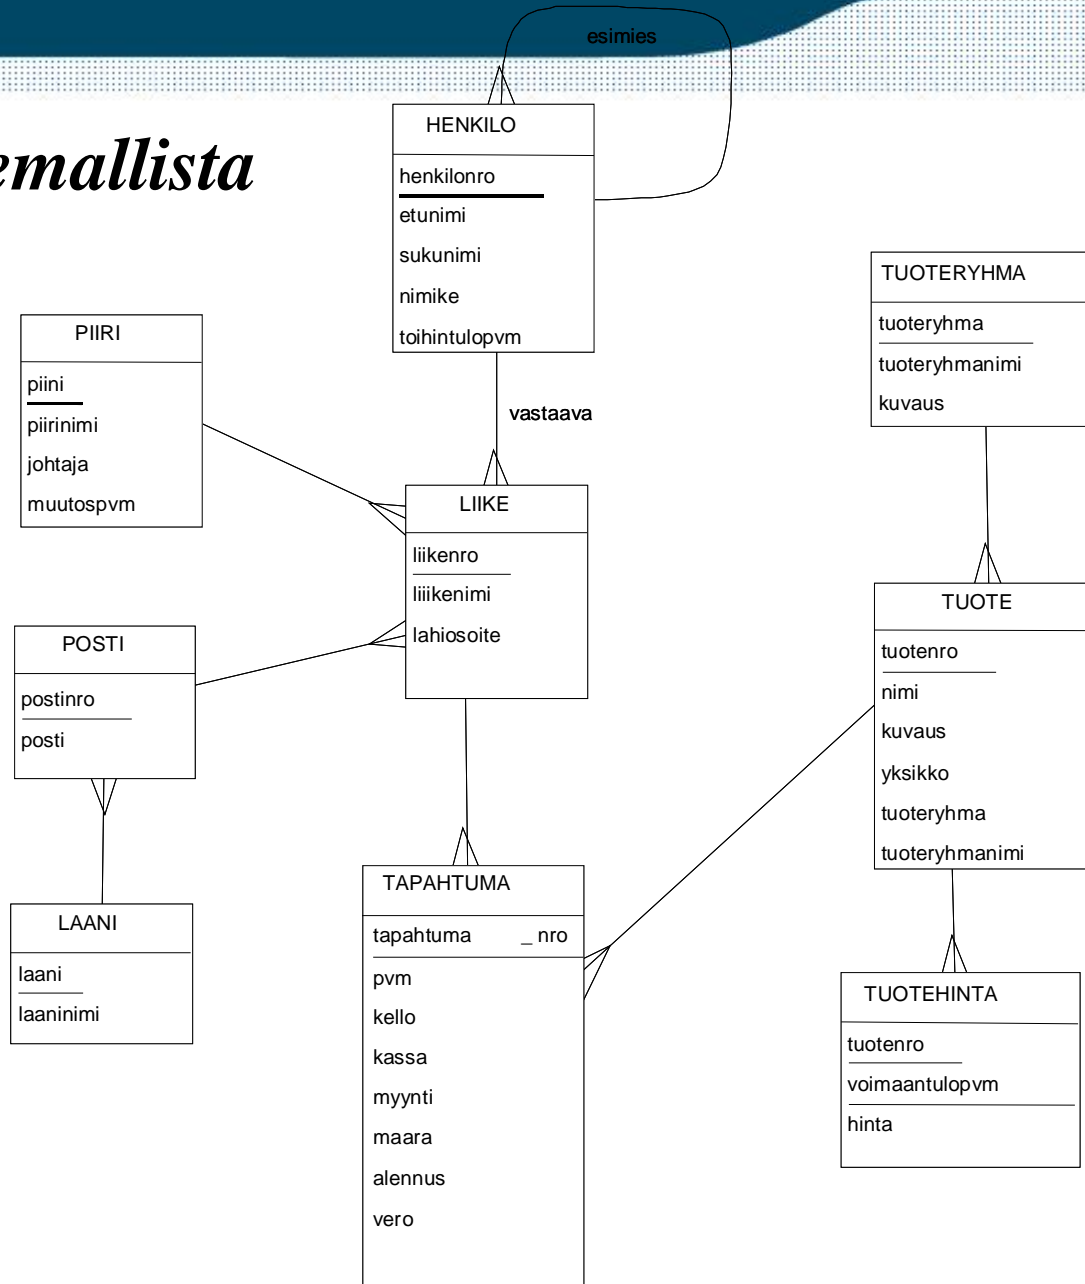 emallista
esimies
HENKILO
henkilonro
etunimi
sukunimi
nimike
toihintulopvm
vastaava
PIIRI
piini
piirinimi
johtaja
muutospvm
LIIKE
liikenro
liiikenimi
lahiosoite
POSTI
postinro
posti
LAANI
laani
laaninimi
TAPAHTUMA
tapahtuma _ nro
pvm
kello
kassa
myynti
maara
alennus
vero
TUOTERYHMA
tuoteryhma
tuoteryhmanimi
kuvaus
TUOTE
tuotenro
nimi
kuvaus
yksikko
tuoteryhma
tuoteryhmanimi
TUOTEHINTA
tuotenro
voimaantulopvm
hinta